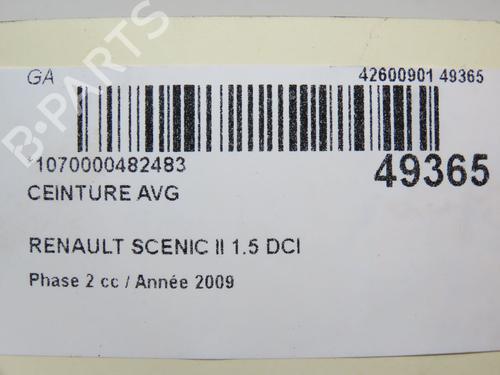 GA
42600901 49365
*1070000482483
49365
CEINTURE AVG
RENAULT SCENIC II 1.5 DCI
Phase 2 cc / Année 2009
B-PARTS